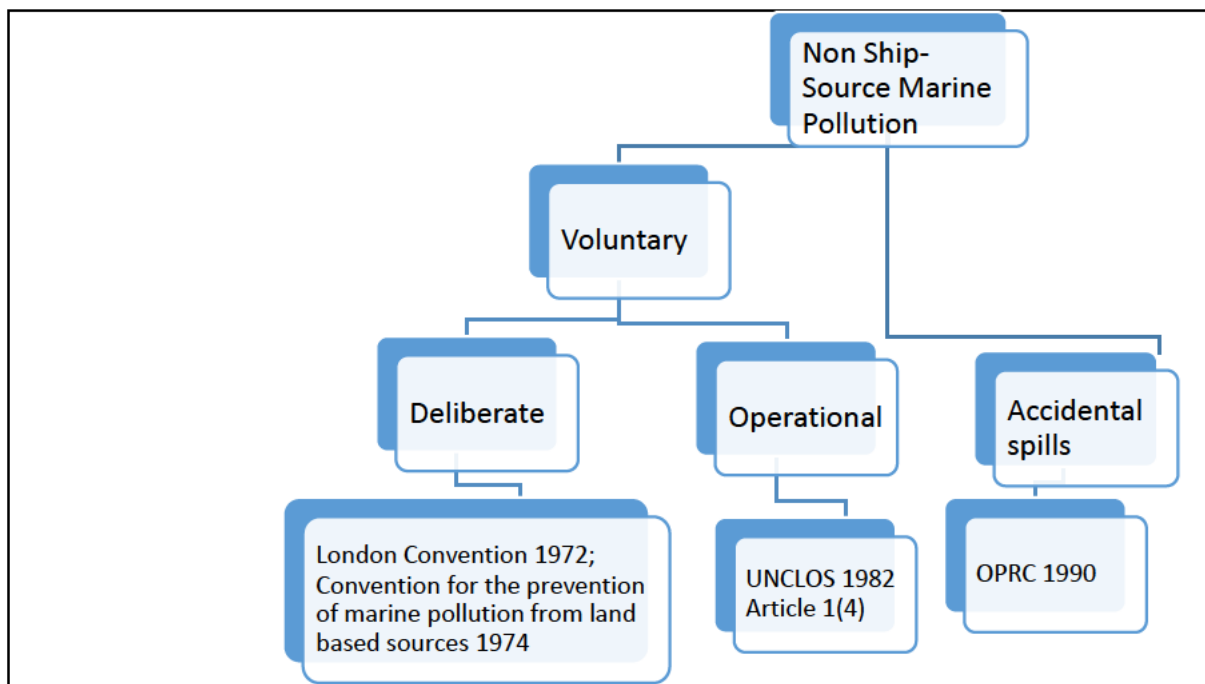 Non Ship-
Source Marine
Pollution
Voluntary
Deliberate
Operational
Accidental
spills
London Convention 1972;
Convention for the prevention
of marine pollution from land
based sources 1974
UNCLOS 1982
Article 1(4)
OPRC 1990